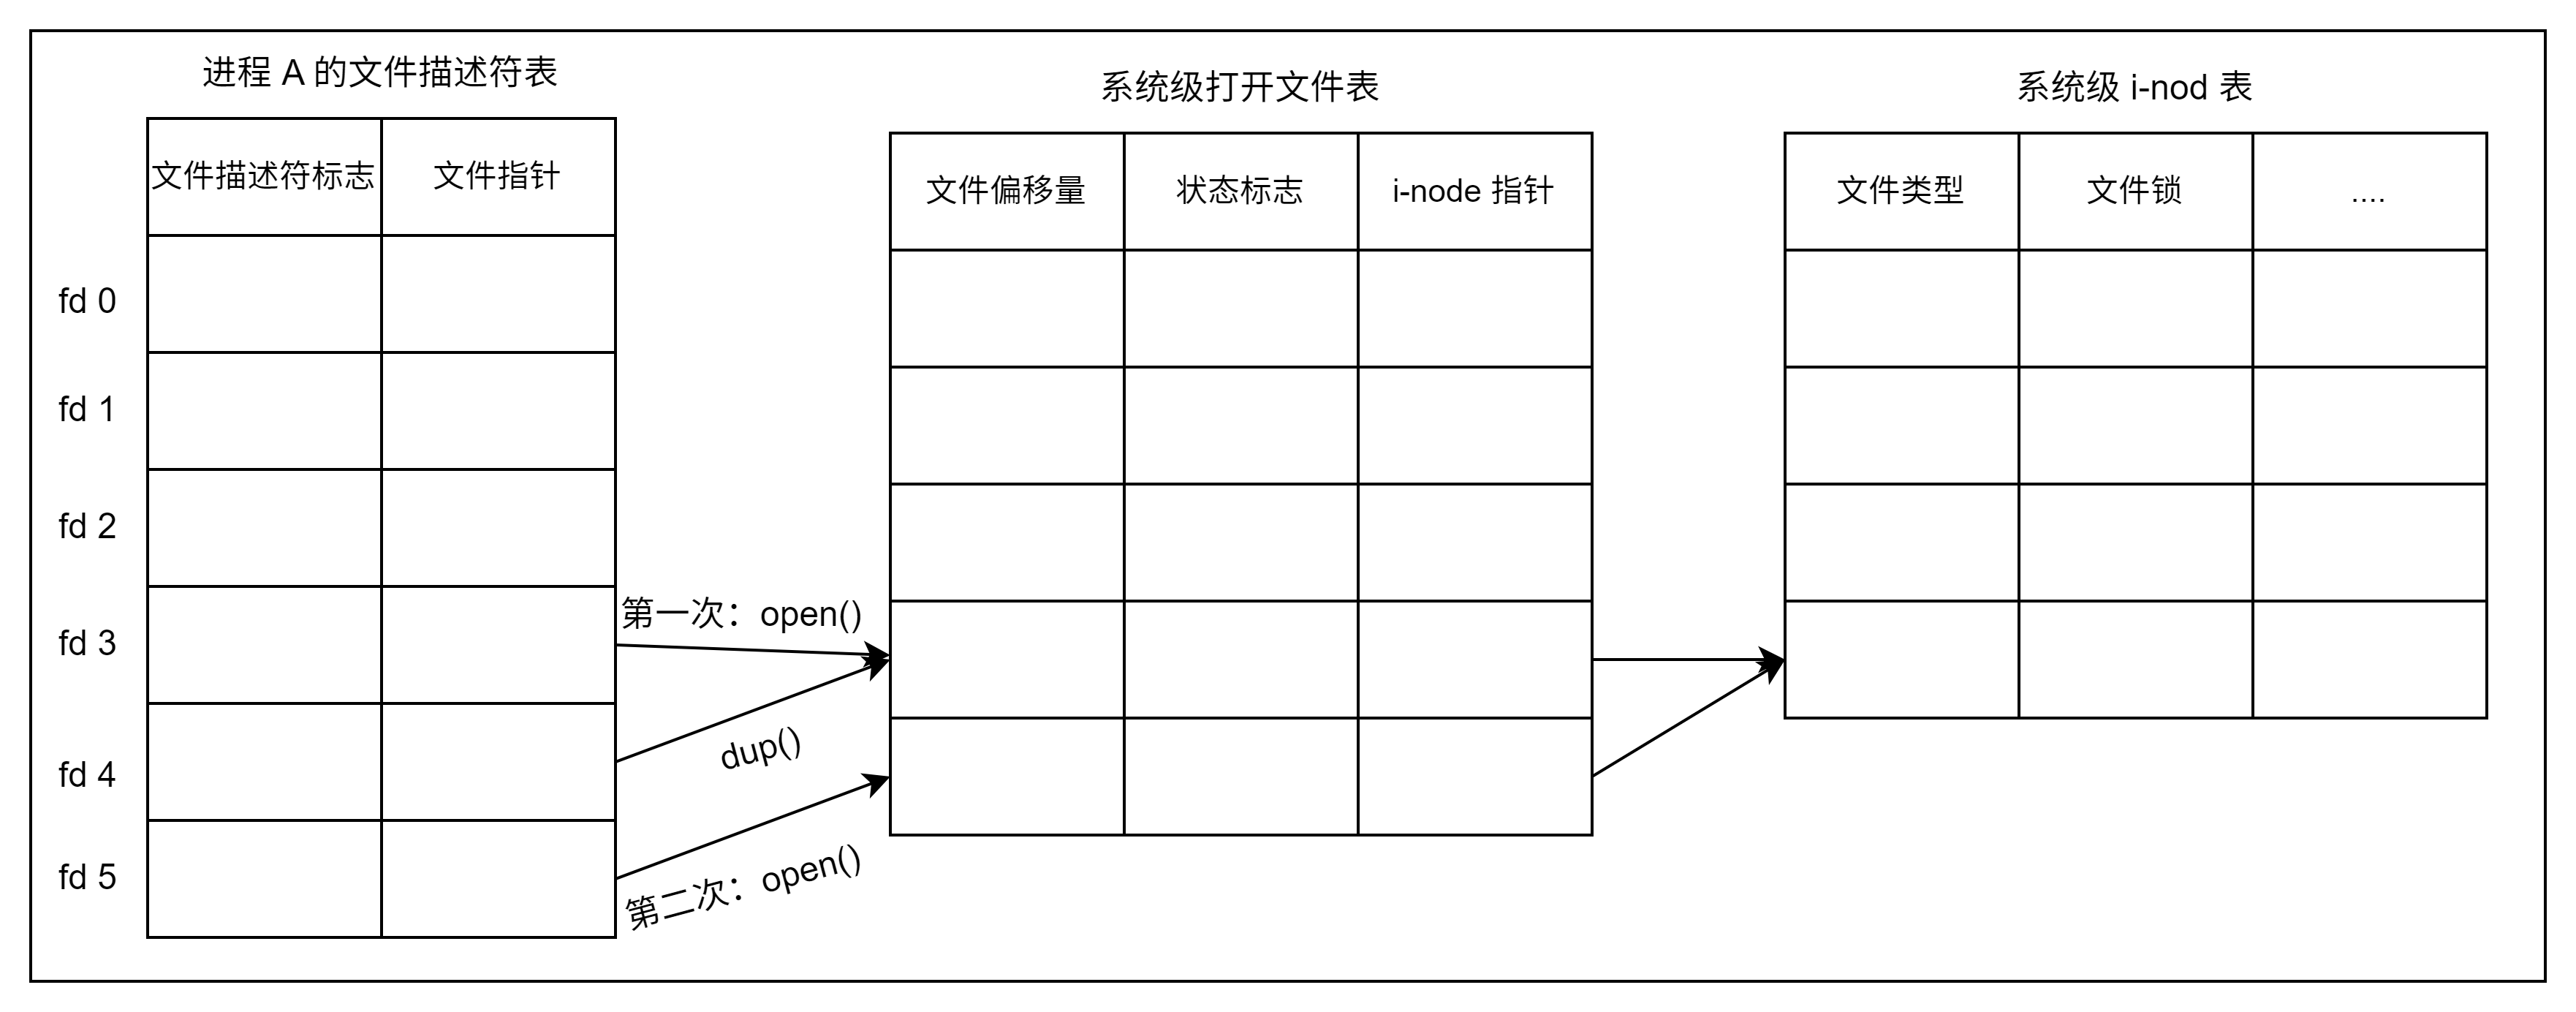 进程 A 的文件描述符表
系统级打开文件表
系统级 i-nod 表
文件描述符标志
文件指针
文件偏移量
状态标志
i-node 指针
文件类型
文件锁
....
fd 0
fd 1
fd 2
fd 3
fd 4
fd 5
第一次：open()
dup()
第二次：open()